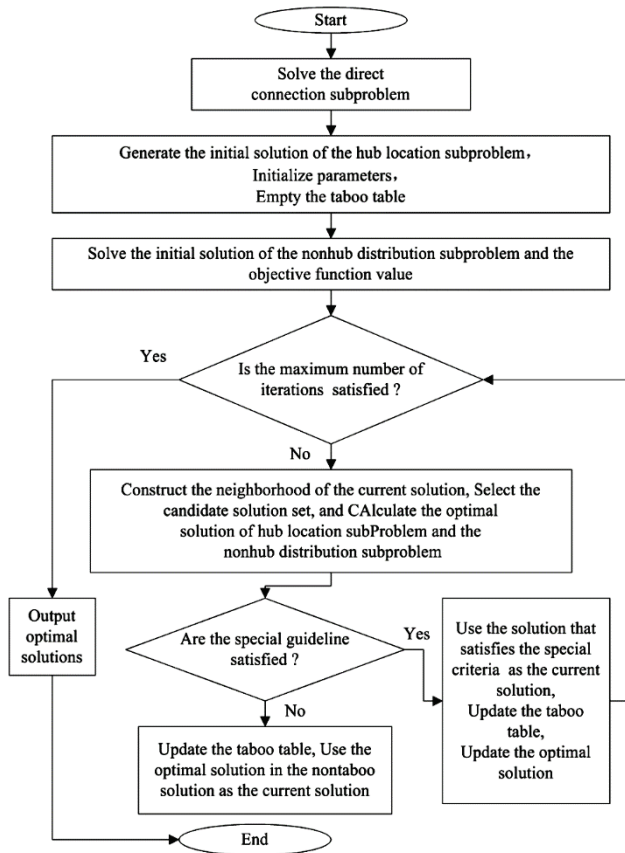 Start
Solve the direct
connection subproblem
Generate the initial solution of the hub location subproblem,
Initialize parameters,
Empty the taboo table
Solve the initial solution of the nonhub distribution subproblem and the
objective function value
Yes
Is the maximum number of
iterations satisfied ?
No
Construct the neighborhood of the current solution, Select the
candidate solution set, and CAlculate the optimal
solution of hub location subProblem and the
nonhub distribution subproblem
Output
optimal
solutions
Are the special guideline
satisfied ?
Yes
Use the solution that
satisfies the special
criteria as the current
solution,
Update the taboo
table,
Update the optimal
solution
No
Update the taboo table, Use the
optimal solution in the nontaboo
solution as the current solution
End